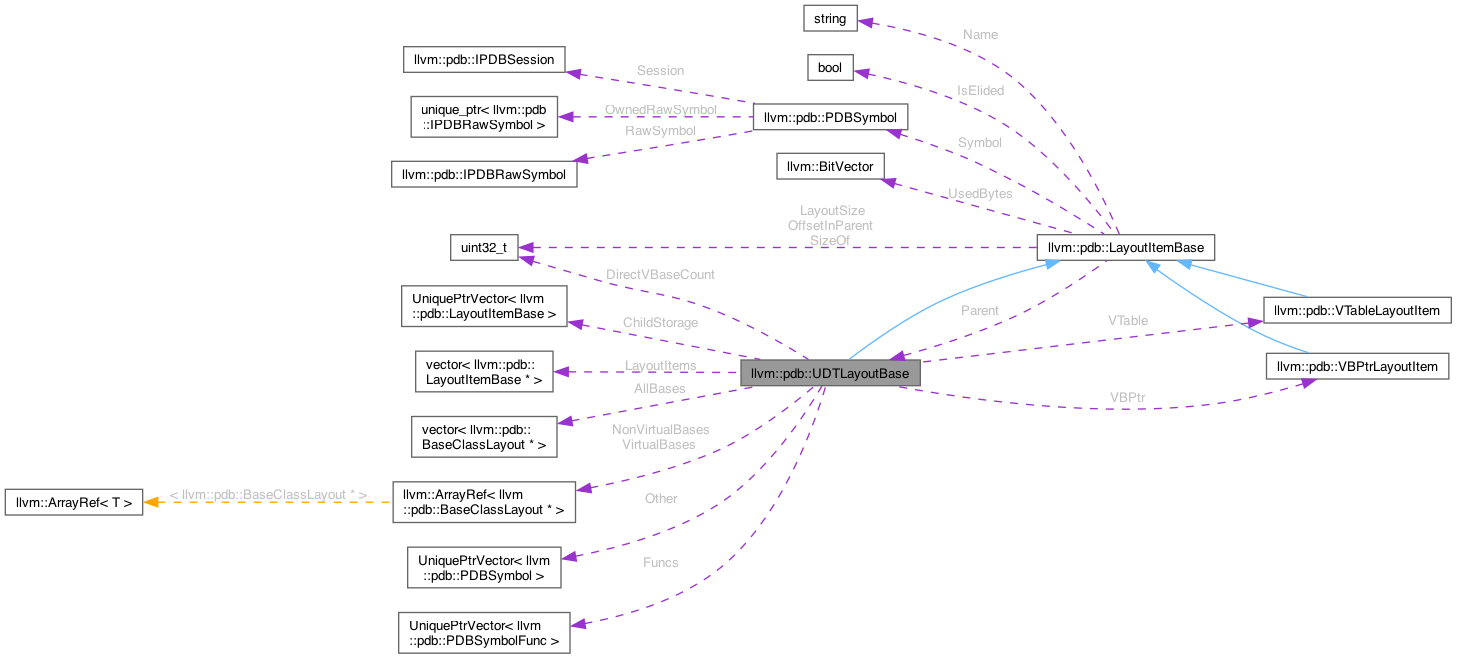 string
Name
llvm::pdb::IPDBSession
Session
bool
IsElided
unique_ptr< llvm::pdb
::IPDBRawSymbol >
OwnedRawSymbol
llvm::pdb::PDBSymbol
RawSymbol
Symbol
llvm::pdb::IPDBRawSymbol
llvm::BitVector
UsedBytes
LayoutSize
OffsetInParent
SizeOf
uint32_t
llvm::pdb::LayoutItemBase
DirectVBaseCount
UniquePtrVector< llvm
::pdb::LayoutItemBase >
ChildStorage
Parent
VTable
llvm::pdb::VTableLayoutItem
vector< llvm::pdb::
LayoutItemBase * >
LayoutItems
llvm::pdb::UDTLayoutBase
llvm::pdb::VBPtrLayoutItem
AllBases
VBPtr
vector< llvm::pdb::
BaseClassLayout * >
NonVirtualBases
VirtualBases
llvm::ArrayRef< T >
< llvm::pdb::BaseClassLayout * >
llvm::ArrayRef< llvm
::pdb::BaseClassLayout * >
Other
UniquePtrVector< llvm
::pdb::PDBSymbol >
Funcs
UniquePtrVector< llvm
::pdb::PDBSymbolFunc >